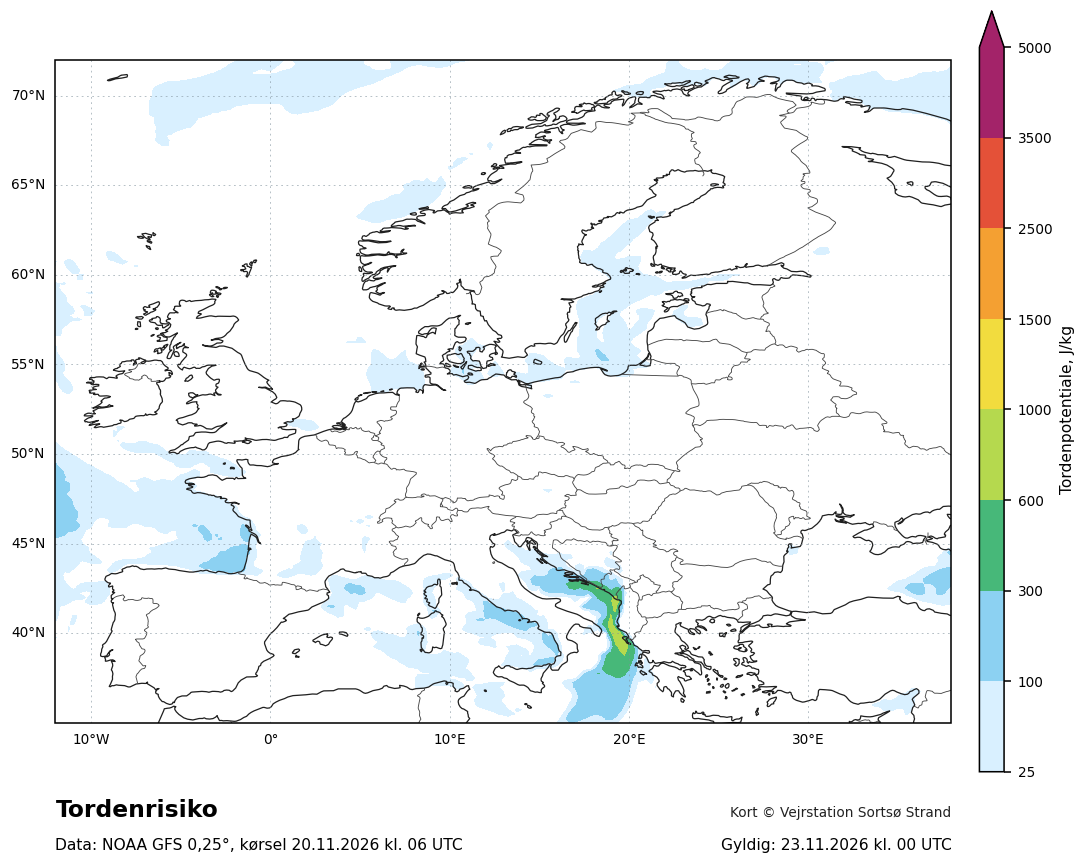 70°N
65°N
60°N
55°N
50°N
45°N
40°N
10°W
0°
10°E
20°E
30°E
5000
3500
2500
1500
1000
600
300
100
25
Tordenpotentiale, J/kg
Tordenrisiko
Kort © Vejrstation Sortsø Strand
Data: NOAA GFS 0,25°, kørsel 20.11.2026 kl. 06 UTC
Gyldig: 23.11.2026 kl. 00 UTC